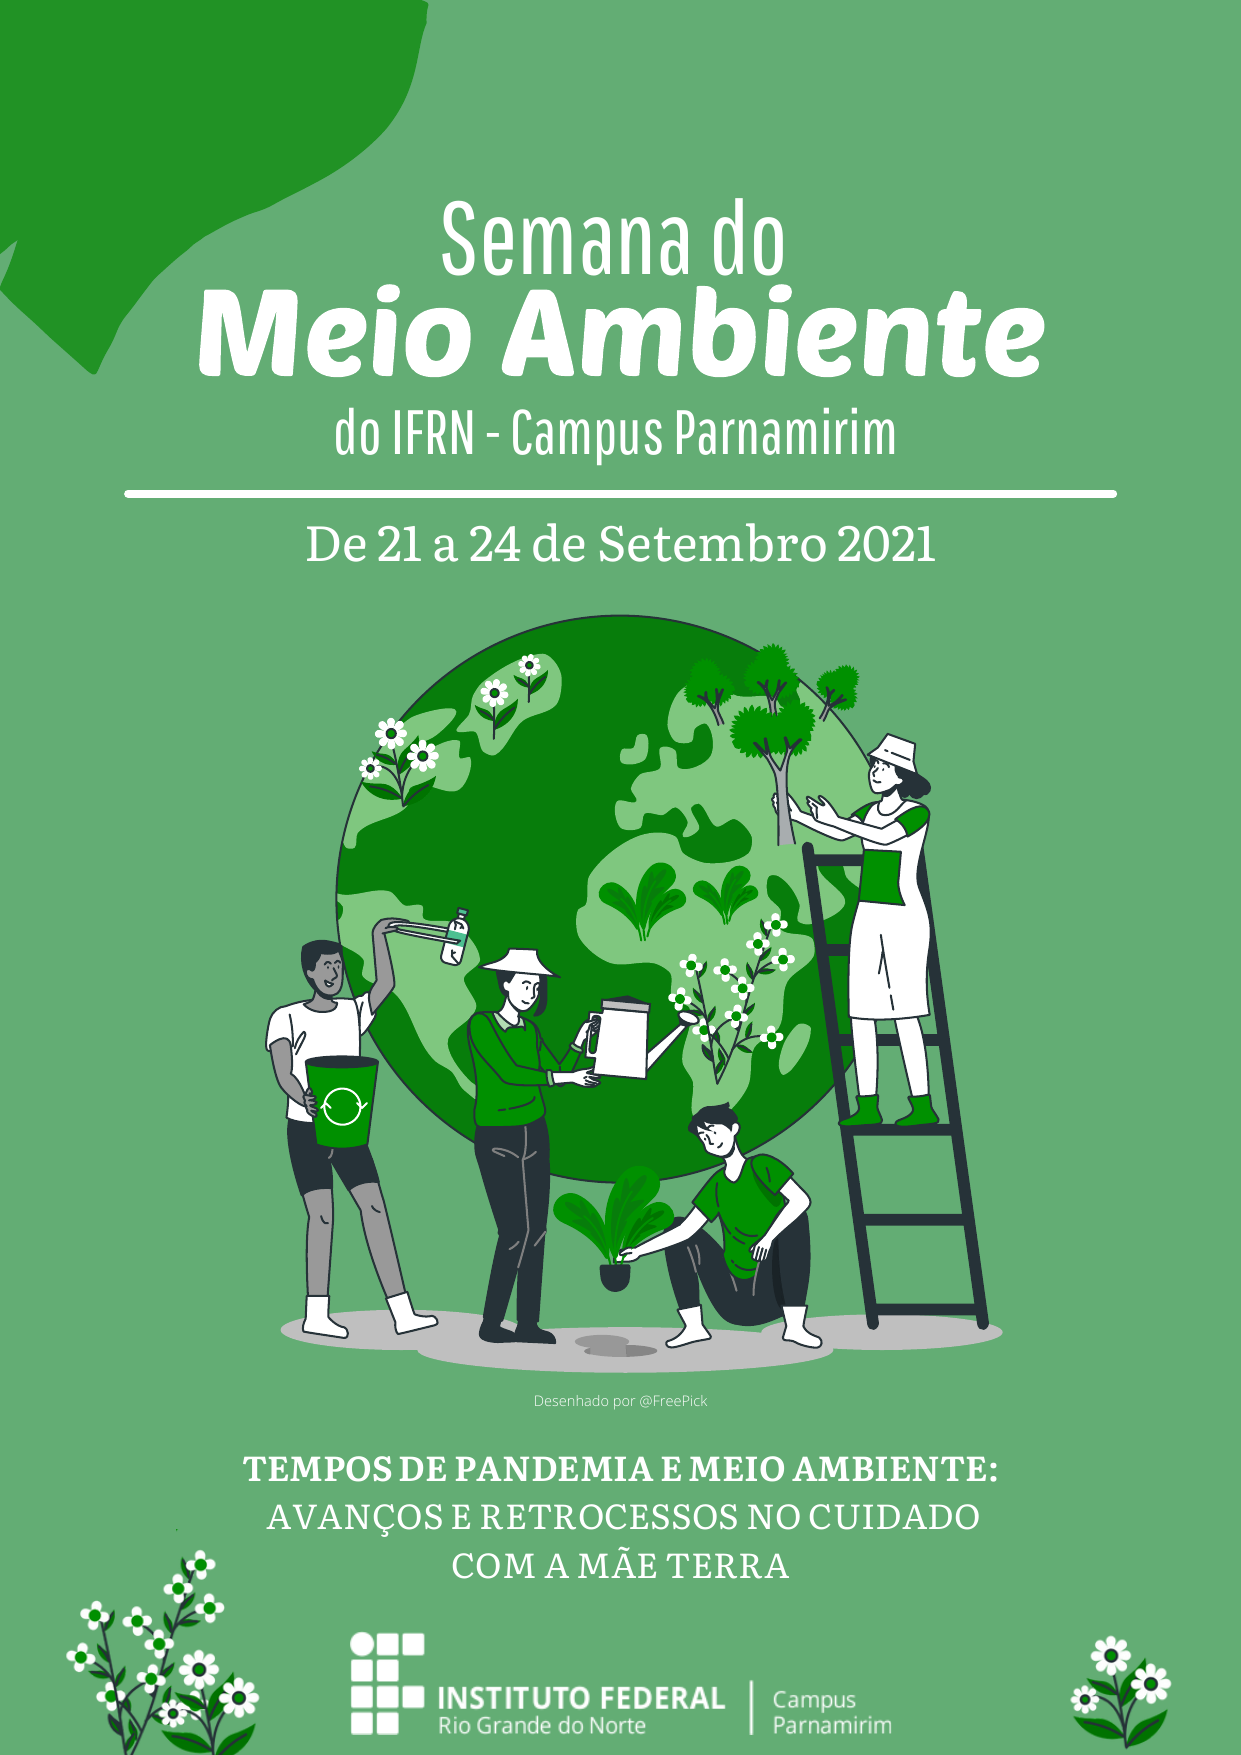 Semana do
Meio Ambiente
do IFRN - Campus Parnamirim
De 21 a 24 de Setembro 2021
Desenhado por @FreePick
TEMPOS DE PANDEMIA E MEIO AMBIENTE:
AVANÇOS E RETROCESSOS NO CUIDADO
COM A MÃE TERRA
INSTITUTO FEDERAL
Rio Grande do Norte
Campus
Parnamirim